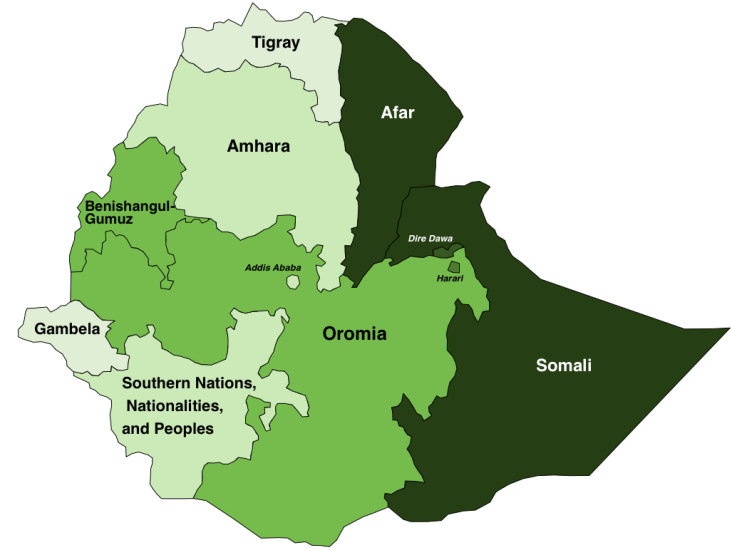 Tigray
Afar
Amhara
Benishangul-
Gumuz
Dire Dawa
Addis Ababa
Harari
Gambela
Oromia
Somali
Southern Nations,
Nationalities,
and Peoples